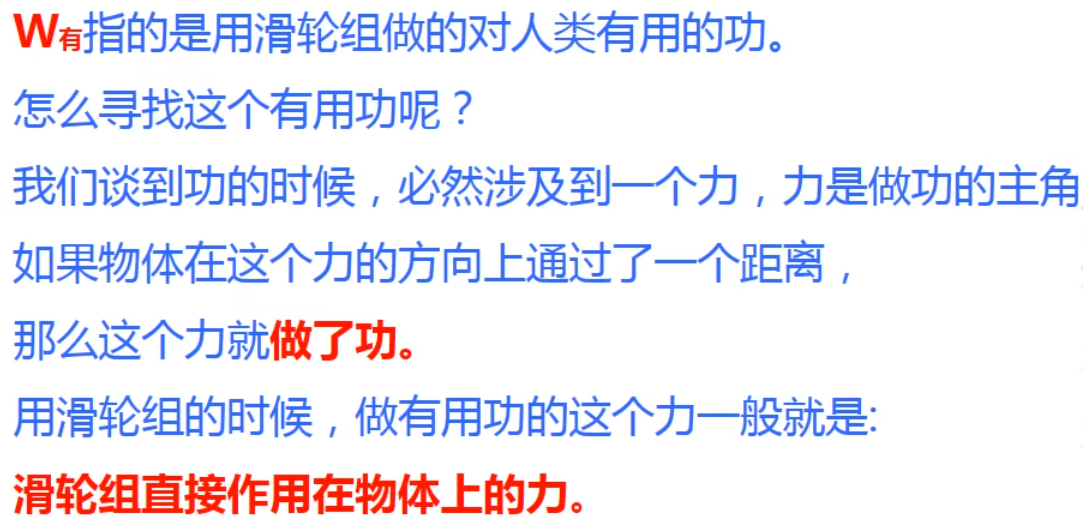 W有指的是用滑轮组做的对人类有用的功。
怎么寻找这个有用功呢？
我们谈到功的时候，必然涉及到一个力，力是做功的主角
如果物体在这个力的方向上通过了一个距离，
那么这个力就做了功。
用滑轮组的时候，做有用功的这个力一般就是:
滑轮组直接作用在物体上的力。